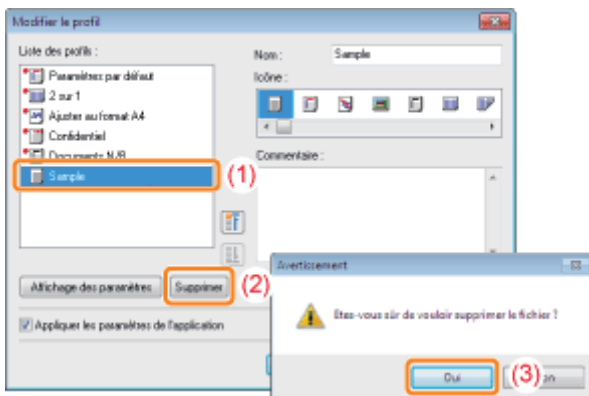 Modifier le profil
Liste des profils :
Paramètres par défaut
2 sur 1
Ajuster au format A4
Confidentiel
Documents N/B
Sample
(1)
Nom :
Sample
Icône :
Commentaire :
Affichage des paramètres
Supprimer
(2)
Appliquer les paramètres de l'application
Avertissement
Etes-vous sûr de vouloir supprimer le fichier ?
Oui
(3)